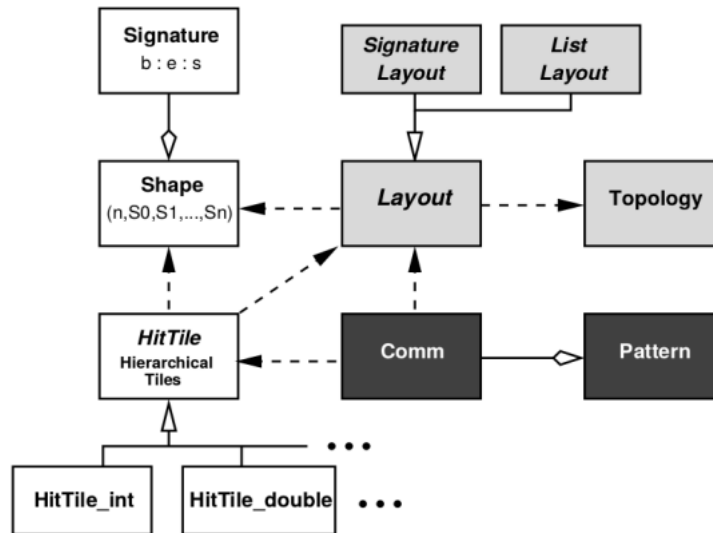 Signature
b : e : s
Signature
Layout
List
Layout
Shape
(n,S0,S1,...,Sn)
Layout
Topology
HitTile
Hierarchical
Tiles
Comm
Pattern
• • •
HitTile_int
HitTile_double
• • •